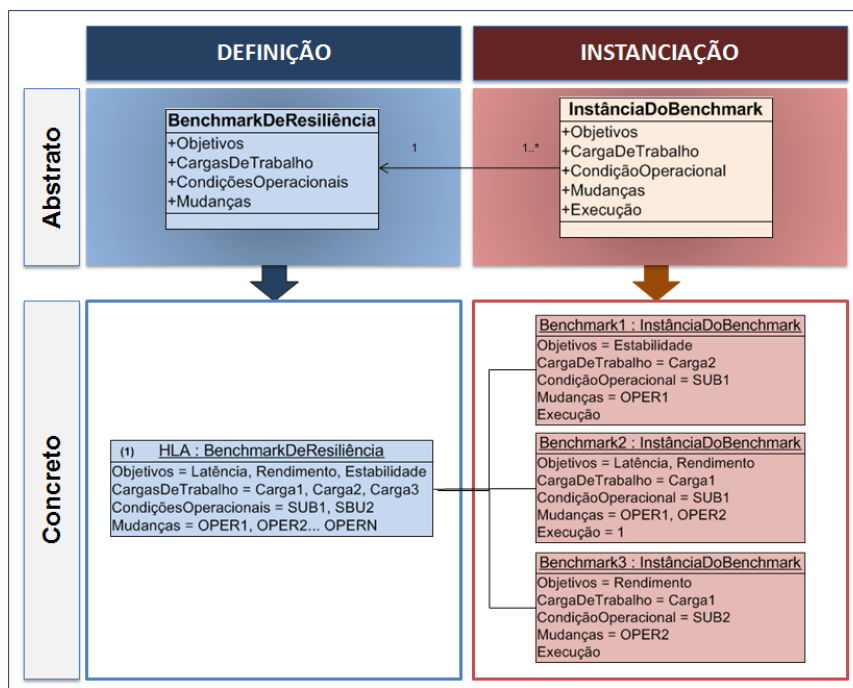 DEFINIÇÃO
INSTANCIAÇÃO
Abstrato
BenchmarkDeResiliência
+Objetivos
+CargasDeTrabalho
+CondiçõesOperacionais
+Mudanças
1
1..*
InstânciaDoBenchmark
+Objetivos
+CargaDeTrabalho
+CondiçãoOperacional
+Mudanças
+Execução
Concreto
(1) HLA : BenchmarkDeResiliência
Objetivos = Latência, Rendimento, Estabilidade
CargasDeTrabalho = Carga1, Carga2, Carga3
CondiçõesOperacionais = SUB1, SBU2
Mudanças = OPER1, OPER2... OPERN
Benchmark1 : InstânciaDoBenchmark
Objetivos = Estabilidade
CargaDeTrabalho = Carga2
CondiçãoOperacional = SUB1
Mudanças = OPER1
Execução
Benchmark2 : InstânciaDoBenchmark
Objetivos = Latência, Rendimento
CargaDeTrabalho = Carga1
CondiçãoOperacional = SUB1
Mudanças = OPER1, OPER2
Execução = 1
Benchmark3 : InstânciaDoBenchmark
Objetivos = Rendimento
CargaDeTrabalho = Carga1
CondiçãoOperacional = SUB2
Mudanças = OPER2
Execução